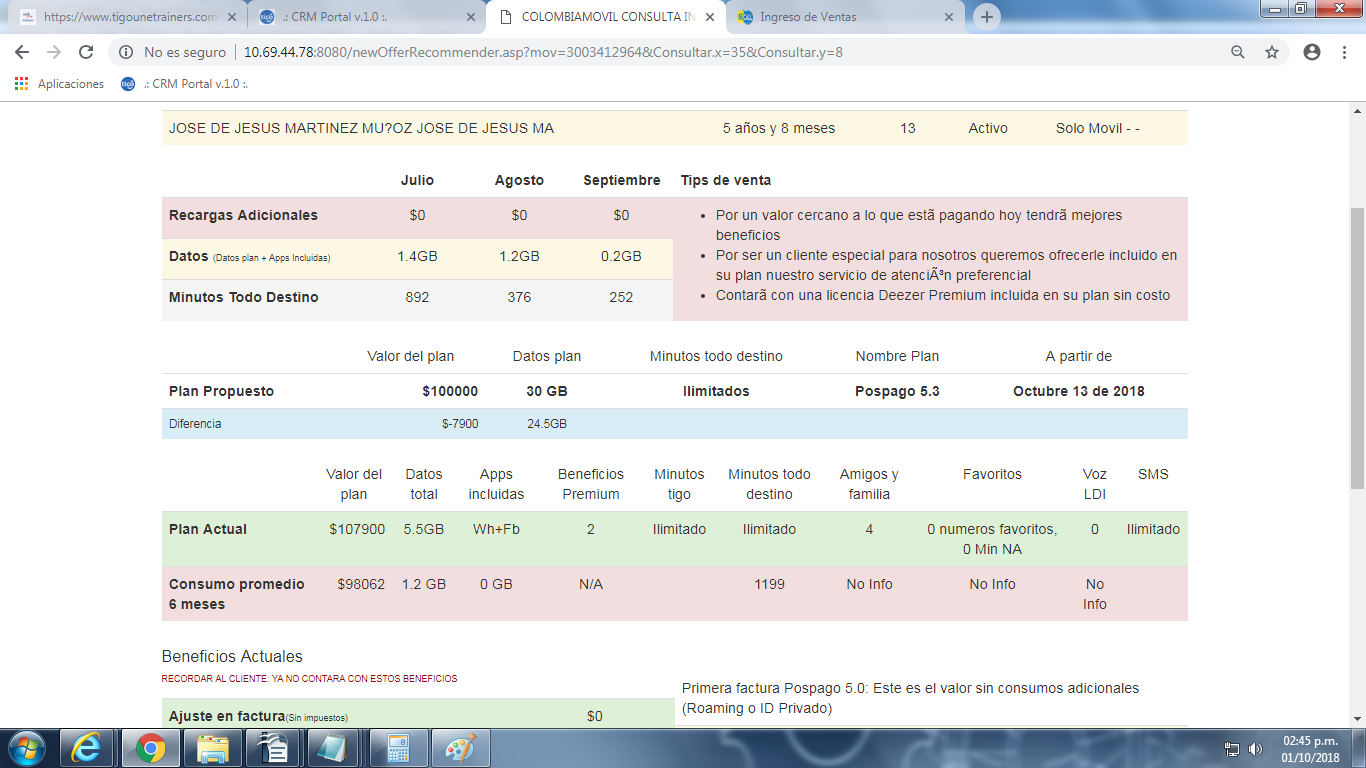 https://www.tigounetrainers.com
.: CRM Portal v.1.0 :.
COLOMBIAMOVIL CONSULTA IN
Ingreso de Ventas
No es seguro
10.69.44.78:8080/newOfferRecommender.asp?mov=3003412964&Consultar.x=35&Consultar.y=8
Aplicaciones
.: CRM Portal v.1.0 :.
JOSE DE JESUS MARTINEZ MU?OZ JOSE DE JESUS MA 5 años y 8 meses 13 Activo Solo Movil - -
Julio Agosto Septiembre Tips de venta
Recargas Adicionales $0 $0 $0
Datos (Datos plan + Apps Incluidas) 1.4GB 1.2GB 0.2GB
Minutos Todo Destino 892 376 252
• Por un valor cercano a lo que estã pagando hoy tendrã mejores
beneficios
• Por ser un cliente especial para nosotros queremos ofrecerle incluido en
su plan nuestro servicio de atenciÃ³n preferencial
• Contarã con una licencia Deezer Premium incluida en su plan sin costo
Valor del plan Datos plan Minutos todo destino Nombre Plan A partir de
Plan Propuesto $100000 30 GB Ilimitados Pospago 5.3 Octubre 13 de 2018
Diferencia $-7900 24.5GB
Valor del plan Datos total Apps incluidas Beneficios Premium Minutos tigo Minutos todo destino Amigos y familia Favoritos Voz LDI SMS
Plan Actual $107900 5.5GB Wh+Fb 2 Ilimitado Ilimitado 4 0 numeros favoritos, 0 Min NA 0 Ilimitado
Consumo promedio 6 meses $98062 1.2 GB 0 GB N/A 1199 No Info No Info No Info
Beneficios Actuales
RECORDAR AL CLIENTE: YA NO CONTARA CON ESTOS BENEFICIOS
Ajuste en factura(Sin impuestos) $0
Primera factura Pospago 5.0: Este es el valor sin consumos adicionales
(Roaming o ID Privado)
02:45 p.m.
01/10/2018